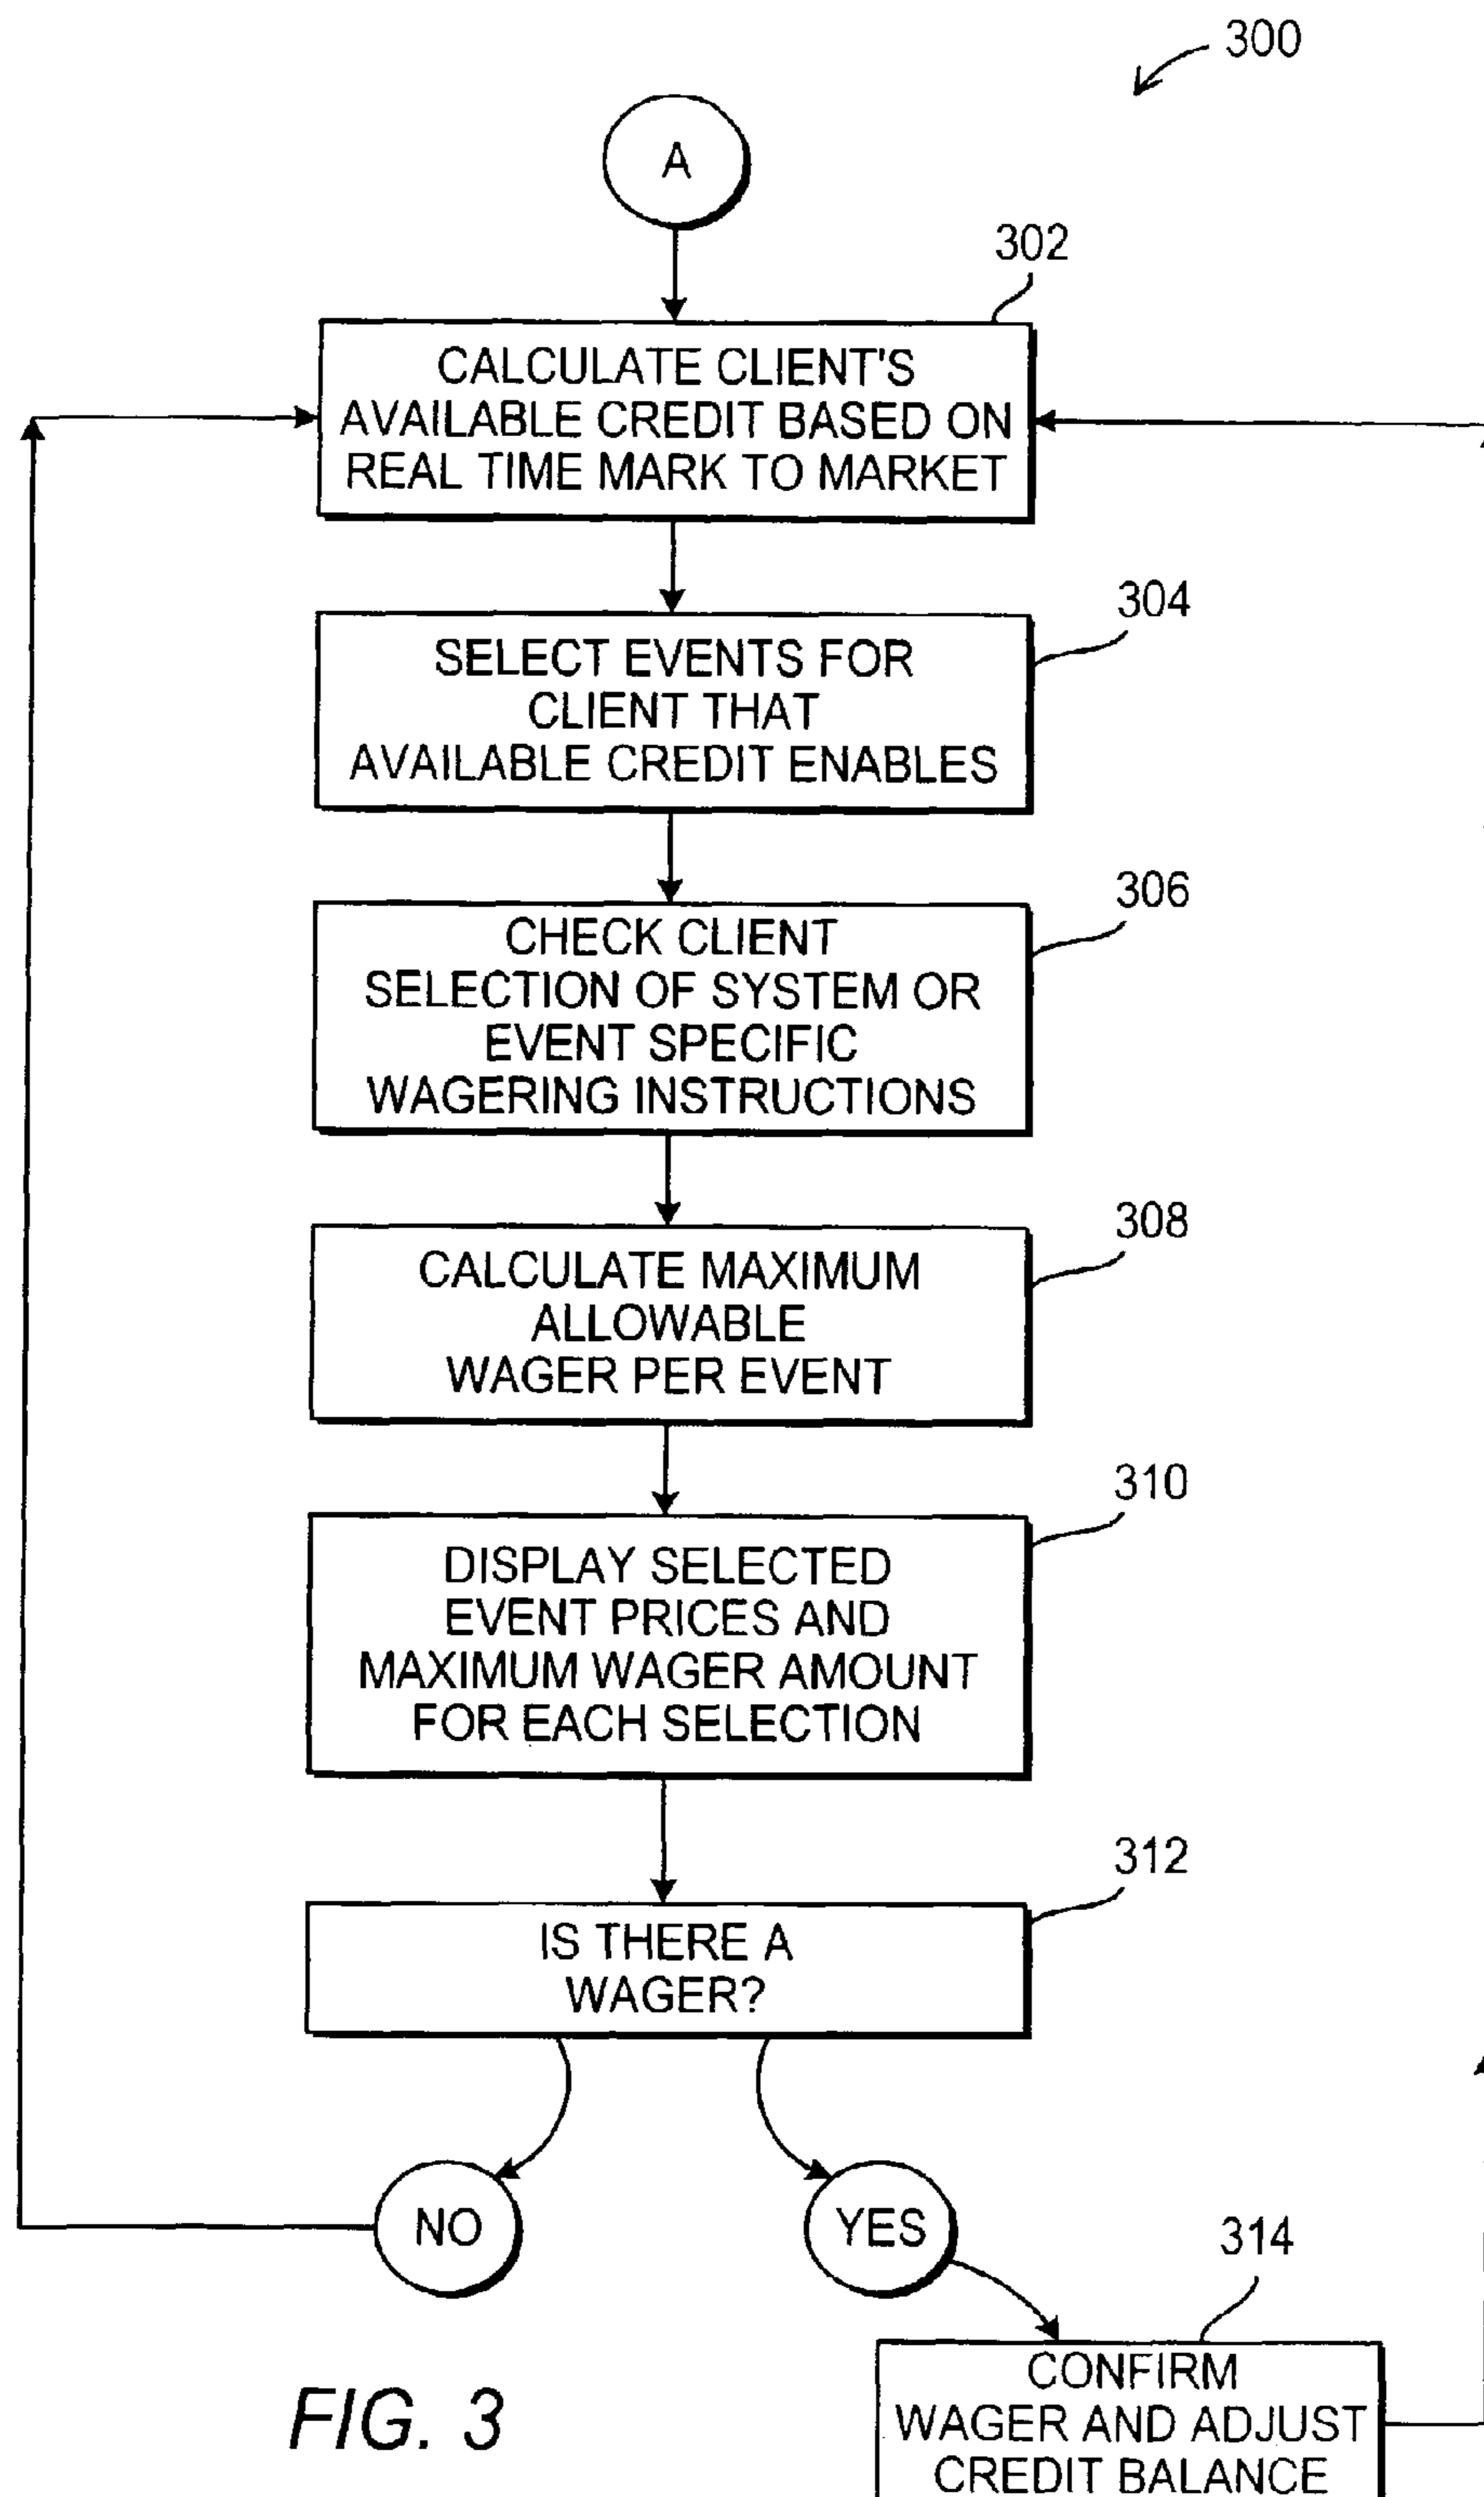 300
A
302
CALCULATE CLIENT'S
AVAILABLE CREDIT BASED ON
REAL TIME MARK TO MARKET
304
SELECT EVENTS FOR
CLIENT THAT
AVAILABLE CREDIT ENABLES
306
CHECK CLIENT
SELECTION OF SYSTEM OR
EVENT SPECIFIC
WAGERING INSTRUCTIONS
308
CALCULATE MAXIMUM
ALLOWABLE
WAGER PER EVENT
310
DISPLAY SELECTED
EVENT PRICES AND
MAXIMUM WAGER AMOUNT
FOR EACH SELECTION
312
IS THERE A
WAGER?
NO
YES
314
CONFIRM
WAGER AND ADJUST
CREDIT BALANCE
FIG. 3